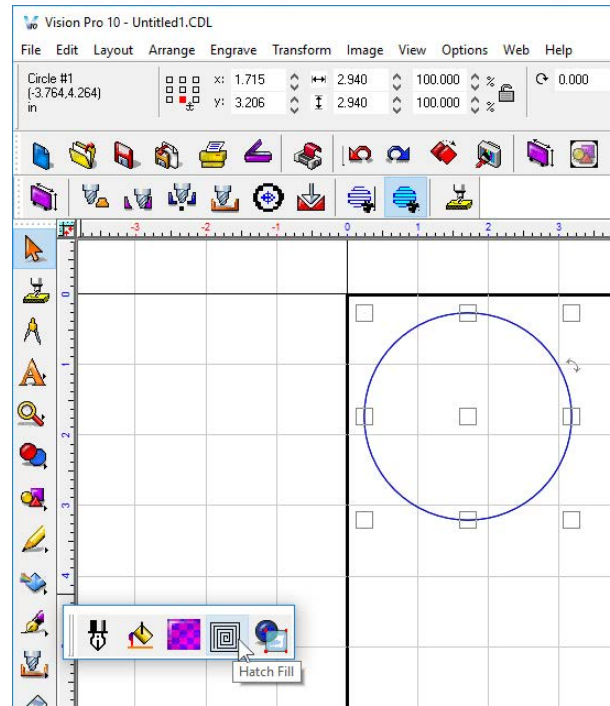 Vision Pro 10 - Untitled1.CDL
File Edit Layout Arrange Engrave Transform Image View Options Web Help
Circle #1
(-3.764,4.264)
in
x: 1.715 2.940 100.000 % 0.000
y: 3.206 2.940 100.000 %
-3 -2 -1 0 1 2 3
0
1
2
3
4
Hatch Fill